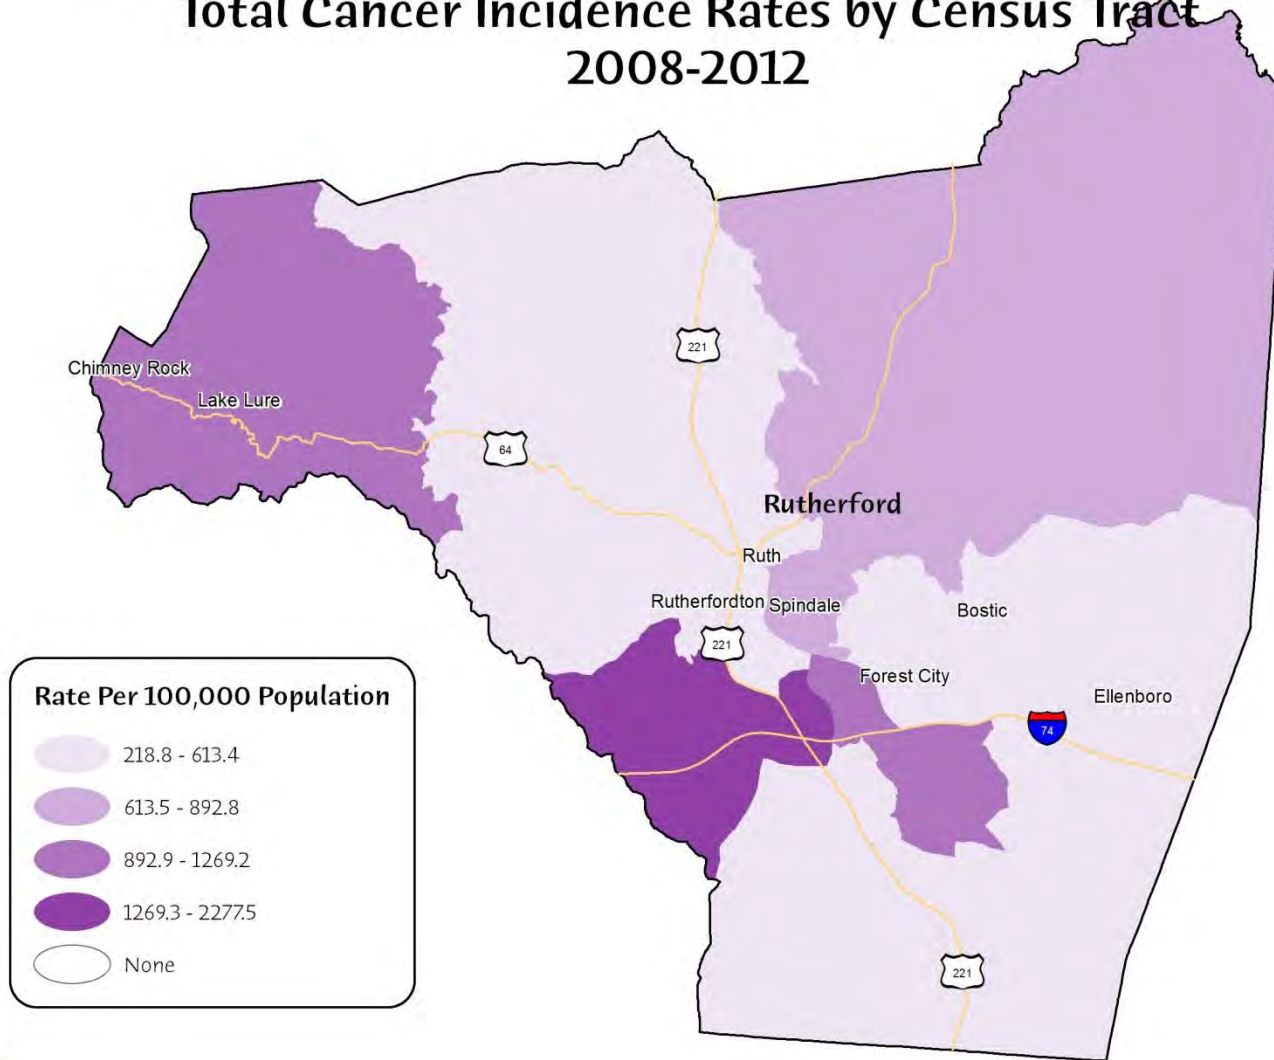 Total Cancer Incidence Rates by Census Tract
2008-2012
221
Chimney Rock
Lake Lure
64
Rutherford
Ruth
Rutherfordton
Spindale
Bostic
221
Forest City
Ellenboro
74
221
Rate Per 100,000 Population
218.8 - 613.4
613.5 - 892.8
892.9 - 1269.2
1269.3 - 2277.5
None